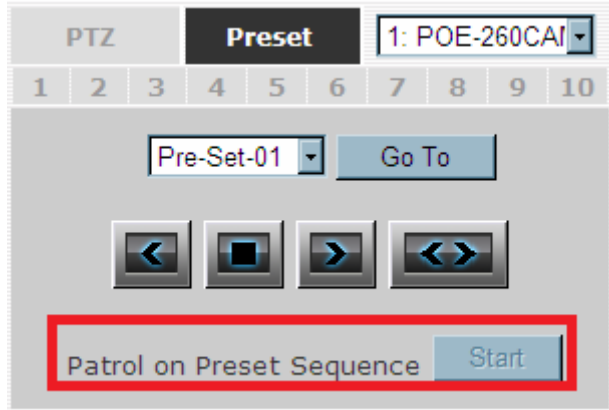 PTZ Preset 1: POE-260CAM
1 2 3 4 5 6 7 8 9 10
Pre-Set-01 Go To
Patrol on Preset Sequence Start